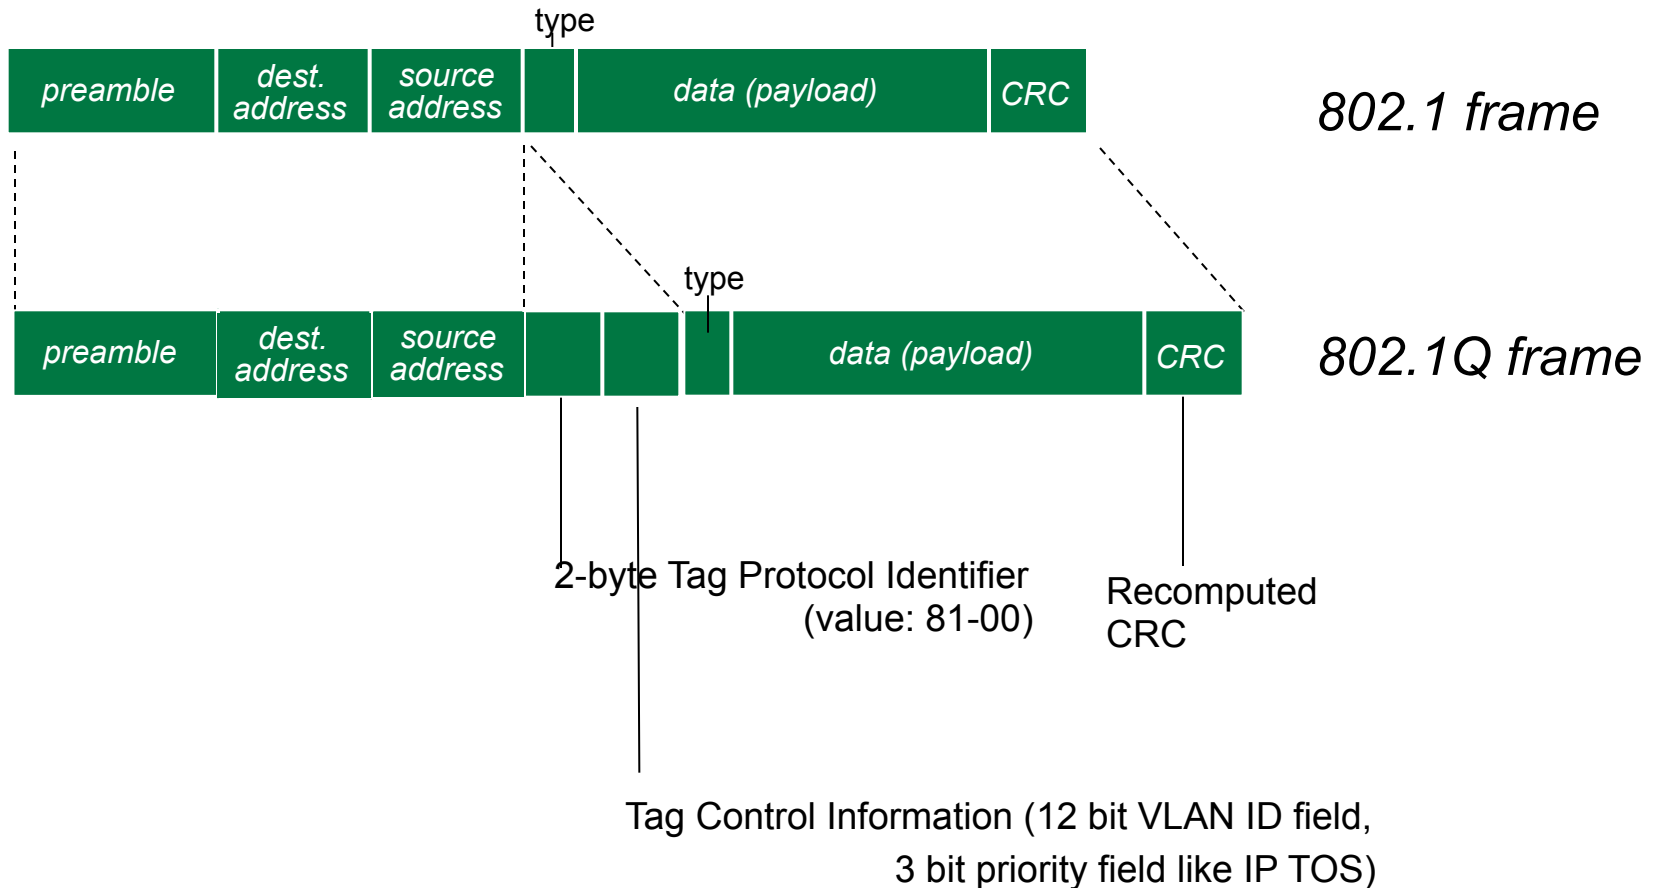 type
preamble
dest.
address
source
address
data (payload)
CRC
802.1 frame
type
preamble
dest.
address
source
address
data (payload)
CRC
802.1Q frame
2-byte Tag Protocol Identifier
(value: 81-00)
Recomputed
CRC
Tag Control Information (12 bit VLAN ID field,
3 bit priority field like IP TOS)